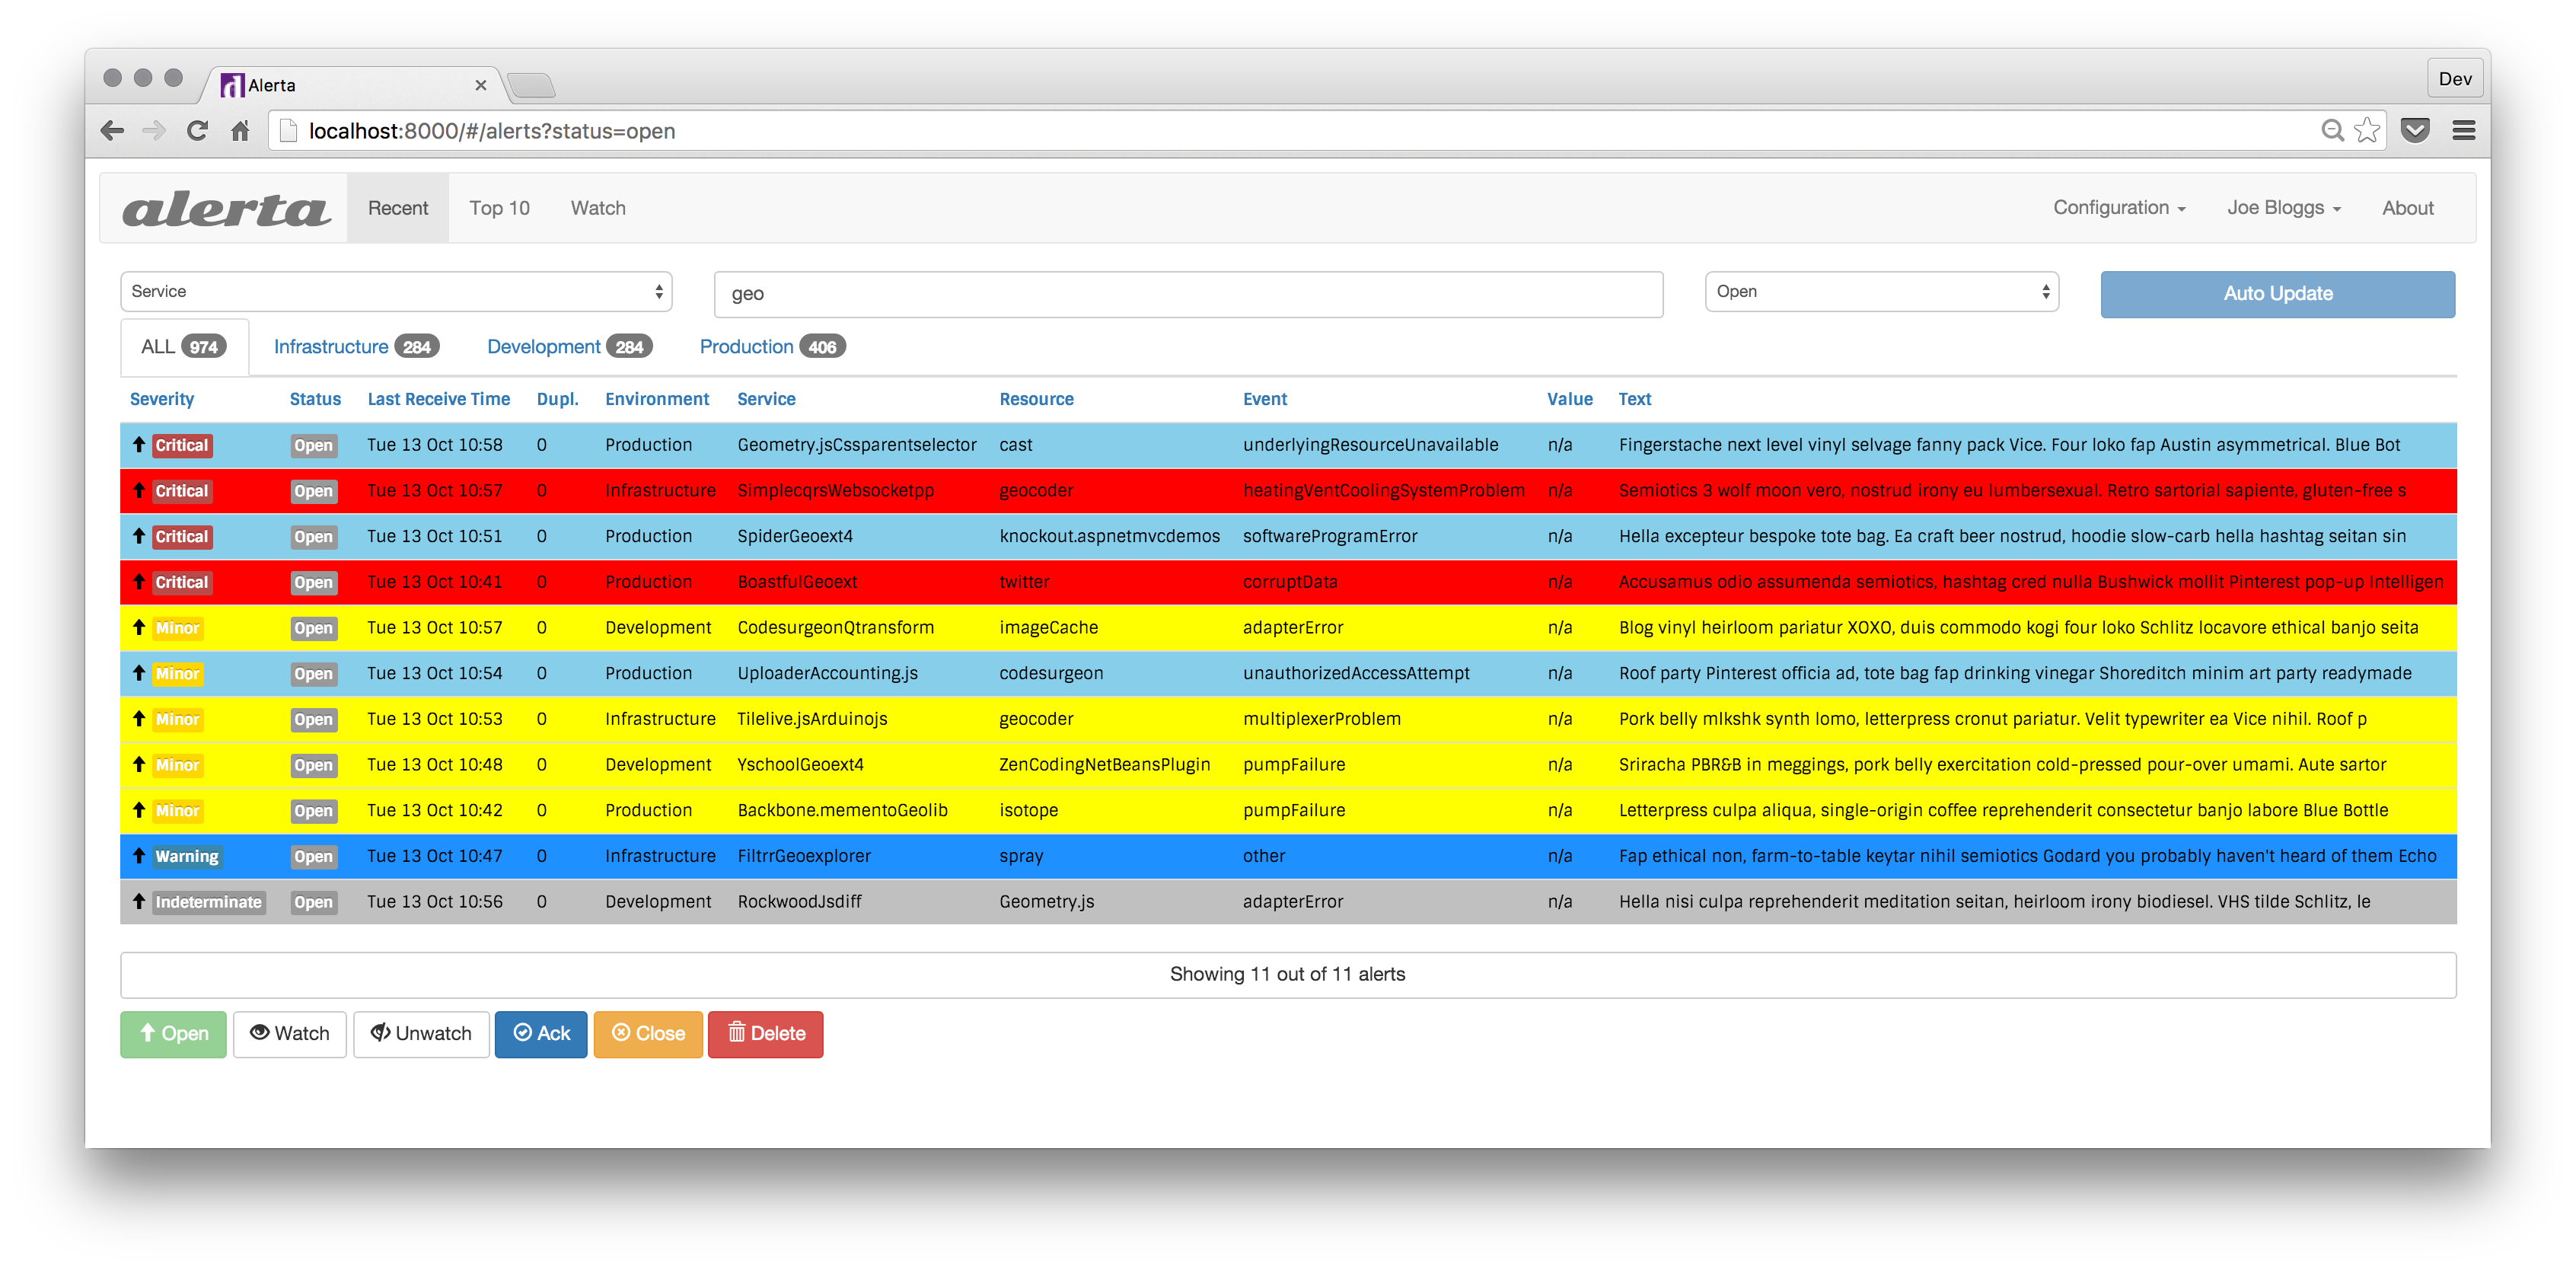 Alerta
Dev
localhost:8000/#/alerts?status=open
alerta Recent Top 10 Watch Configuration Joe Bloggs About
Service geo Open Auto Update
ALL 974 Infrastructure 284 Development 284 Production 406
Severity Status Last Receive Time Dupl. Environment Service Resource Event Value Text
Critical Open Tue 13 Oct 10:58 0 Production Geometry.jsCssparentselector cast underlyingResourceUnavailable n/a Fingerstache next level vinyl selvage fanny pack Vice. Four loko fap Austin asymmetrical. Blue Bot
Critical Open Tue 13 Oct 10:57 0 Infrastructure SimplecqrsWebsocketpp geocoder heatingVentCoolingSystemProblem n/a Semiotics 3 wolf moon vero, nostrud irony eu lumbersexual. Retro sartorial sapiente, gluten-free s
Critical Open Tue 13 Oct 10:51 0 Production SpiderGeoext4 knockout.aspnetmvcdemos softwareProgramError n/a Hella excepteur bespoke tote bag. Ea craft beer nostrud, hoodie slow-carb hella hashtag seitan sin
Critical Open Tue 13 Oct 10:41 0 Production BoastfulGeoext twitter corruptData n/a Accusamus odio assumenda semiotics, hashtag cred nulla Bushwick mollit Pinterest pop-up Intelligen
Minor Open Tue 13 Oct 10:57 0 Development CodesurgeonQtransform imageCache adapterError n/a Blog vinyl heirloom pariatur XOXO, duis commodo kogi four loko Schlitz locavore ethical banjo seita
Minor Open Tue 13 Oct 10:54 0 Production UploaderAccounting.js codesurgeon unauthorizedAccessAttempt n/a Roof party Pinterest officia ad, tote bag fap drinking vinegar Shoreditch minim art party readymade
Minor Open Tue 13 Oct 10:53 0 Infrastructure Tilelive.jsArduinojs geocoder multiplexerProblem n/a Pork belly mlkshk synth lomo, letterpress cronut pariatur. Velit typewriter ea Vice nihil. Roof p
Minor Open Tue 13 Oct 10:48 0 Development YschoolGeoext4 ZenCodingNetBeansPlugin pumpFailure n/a Sriracha PBR&B in meggings, pork belly exercitation cold-pressed pour-over umami. Aute sartor
Minor Open Tue 13 Oct 10:42 0 Production Backbone.mementoGeolib isotope pumpFailure n/a Letterpress culpa aliqua, single-origin coffee reprehenderit consectetur banjo labore Blue Bottle
Warning Open Tue 13 Oct 10:47 0 Infrastructure FiltrrGeoexplorer spray other n/a Fap ethical non, farm-to-table keytar nihil semiotics Godard you probably haven't heard of them Echo
Indeterminate Open Tue 13 Oct 10:56 0 Development RockwoodJsdiff Geometry.js adapterError n/a Hella nisi culpa reprehenderit meditation seitan, heirloom irony biodiesel. VHS tilde Schlitz, le
Showing 11 out of 11 alerts
Open Watch Unwatch Ack Close Delete